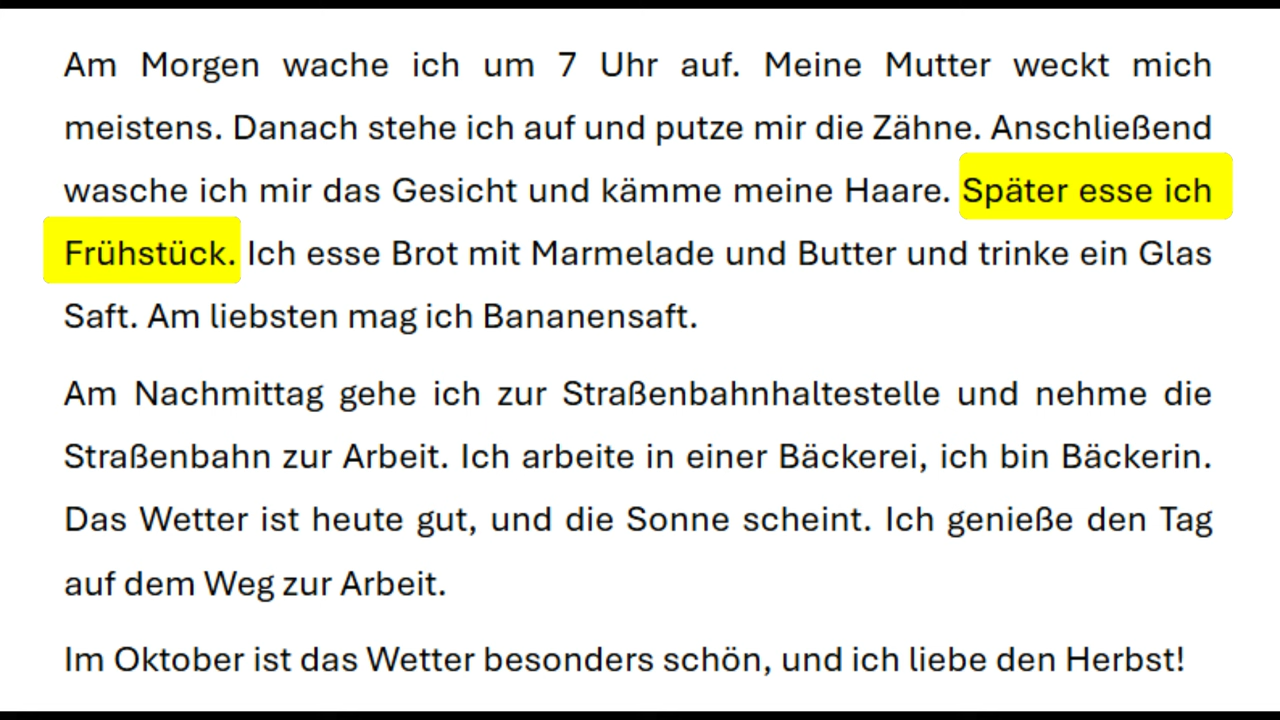 Am Morgen wache ich um 7 Uhr auf. Meine Mutter weckt mich
meistens. Danach stehe ich auf und putze mir die Zähne. Anschließend
wasche ich mir das Gesicht und kämme meine Haare. Später esse ich
Frühstück. Ich esse Brot mit Marmelade und Butter und trinke ein Glas
Saft. Am liebsten mag ich Bananensaft.
Am Nachmittag gehe ich zur Straßenbahnhaltestelle und nehme die
Straßenbahn zur Arbeit. Ich arbeite in einer Bäckerei, ich bin Bäckerin.
Das Wetter ist heute gut, und die Sonne scheint. Ich genieße den Tag
auf dem Weg zur Arbeit.
Im Oktober ist das Wetter besonders schön, und ich liebe den Herbst!